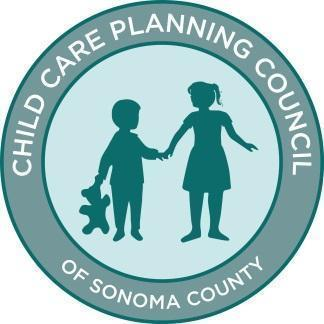 CHILD CARE PLANNING COUNCIL
OF SONOMA COUNTY